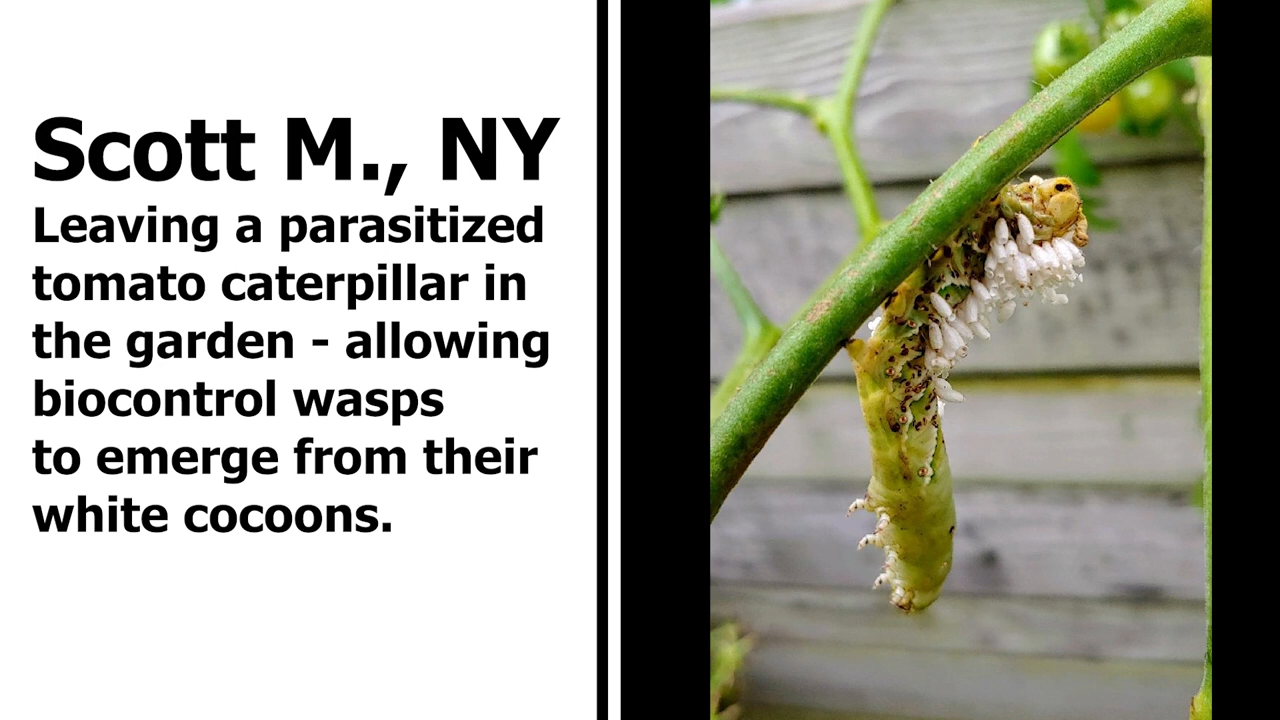 Scott M., NY
Leaving a parasitized
tomato caterpillar in
the garden - allowing
biocontrol wasps
to emerge from their
white cocoons.